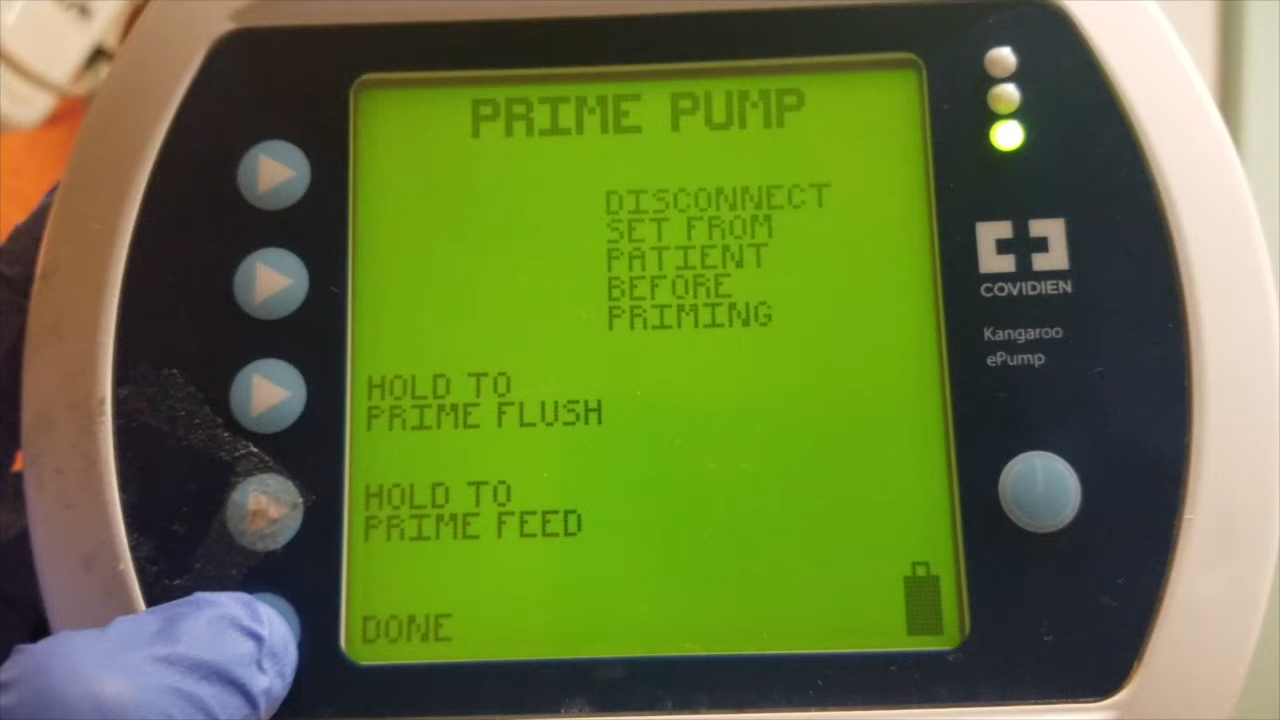 PRIME PUMP
DISCONNECT
SET FROM
PATIENT
BEFORE
PRIMING
HOLD TO
PRIME FLUSH
HOLD TO
PRIME FEED
DONE
COVIDIEN
Kangaroo
ePump